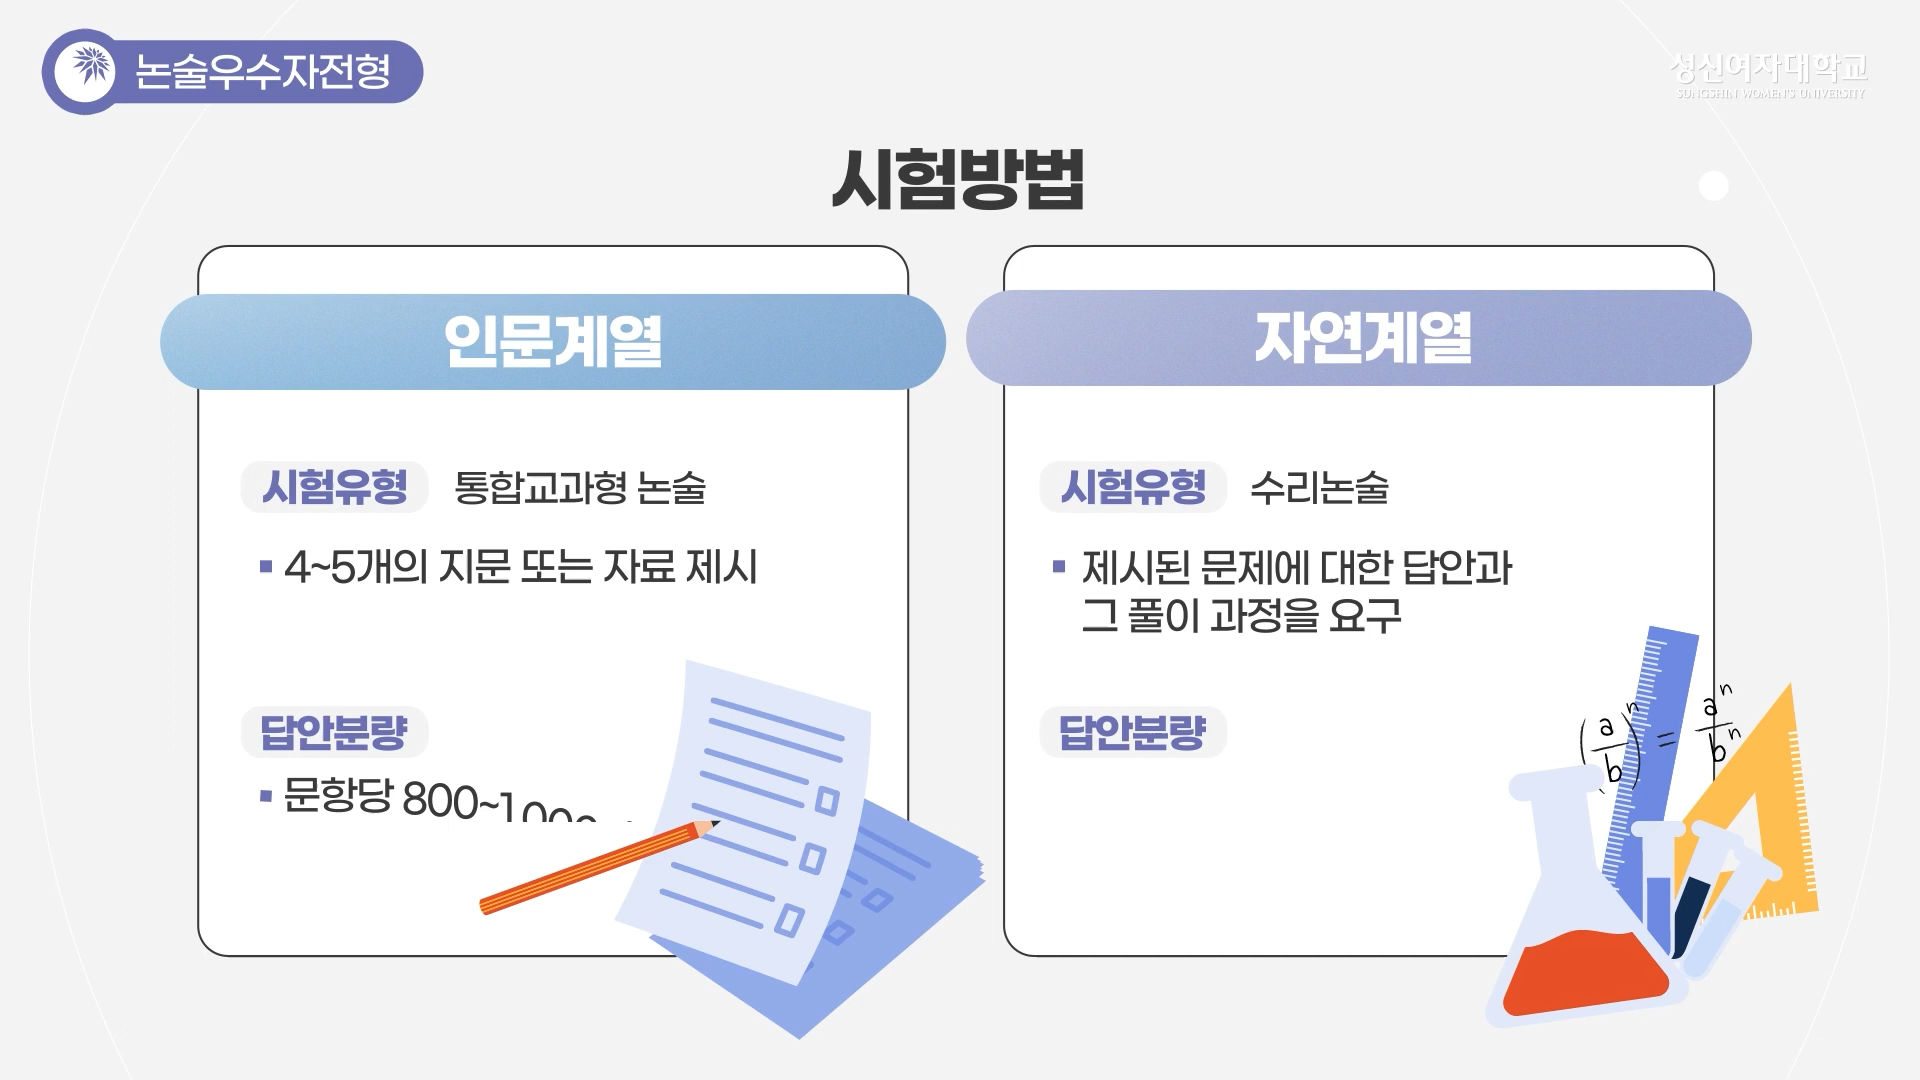 논술우수자전형
성신여자대학교
SUNGSHIN WOMEN'S UNIVERSITY
시험방법
인문계열
시험유형 통합교과형 논술
4~5개의 지문 또는 자료 제시
답안분량
문항당 800~1000
자연계열
시험유형 수리논술
제시된 문제에 대한 답안과
그 풀이 과정을 요구
답안분량
(a/b)ⁿ = aⁿ/bⁿ